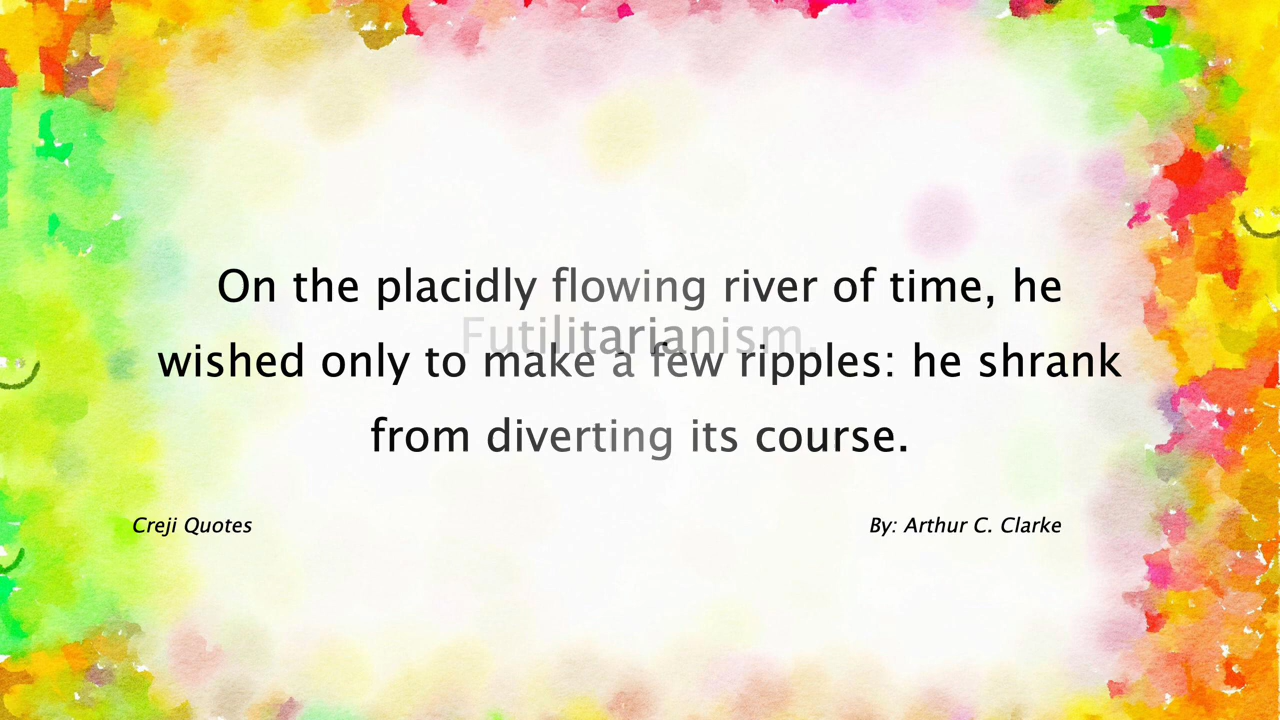 On the placidly flowing river of time, he
Futilitarianism.
wished only to make a few ripples: he shrank
from diverting its course.
Creji Quotes
By: Arthur C. Clarke